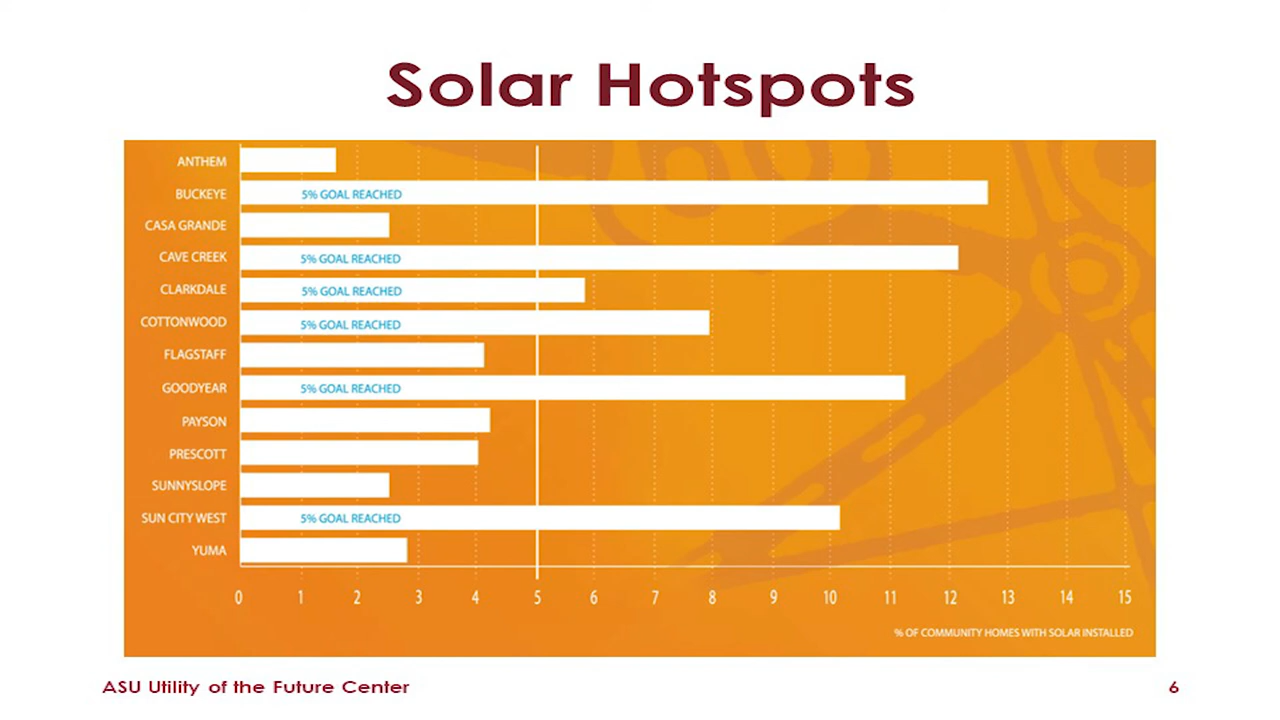 Solar Hotspots
ANTHEM
BUCKEYE 5% GOAL REACHED
CASA GRANDE
CAVE CREEK 5% GOAL REACHED
CLARKDALE 5% GOAL REACHED
COTTONWOOD 5% GOAL REACHED
FLAGSTAFF
GOODYEAR 5% GOAL REACHED
PAYSON
PRESCOTT
SUNNYSLOPE
SUN CITY WEST 5% GOAL REACHED
YUMA
0 1 2 3 4 5 6 7 8 9 10 11 12 13 14 15
% OF COMMUNITY HOMES WITH SOLAR INSTALLED
ASU Utility of the Future Center 6